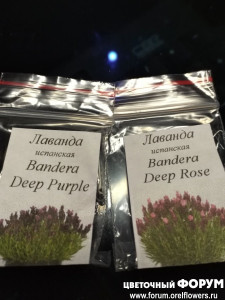 Лаванда
испанская
Bandera
Deep Purple
Лаванда
испанская
Bandera
Deep Rose
ЦВЕТОЧНЫЙ ФОРУМ
www.forum.orelflowers.ru